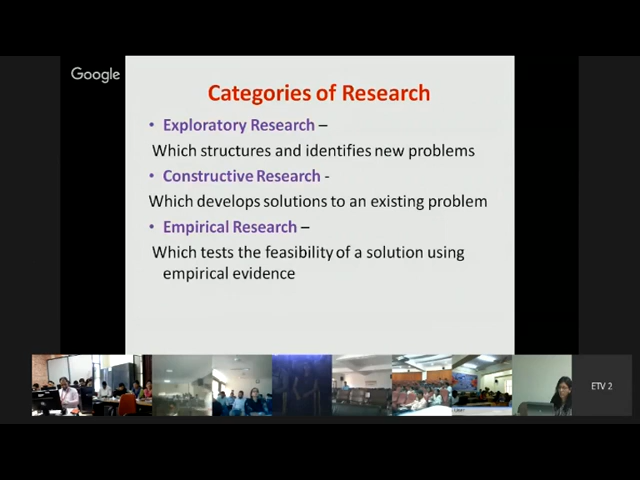 Google
Categories of Research
• Exploratory Research –
Which structures and identifies new problems
• Constructive Research -
Which develops solutions to an existing problem
• Empirical Research –
Which tests the feasibility of a solution using
empirical evidence
ETV 2